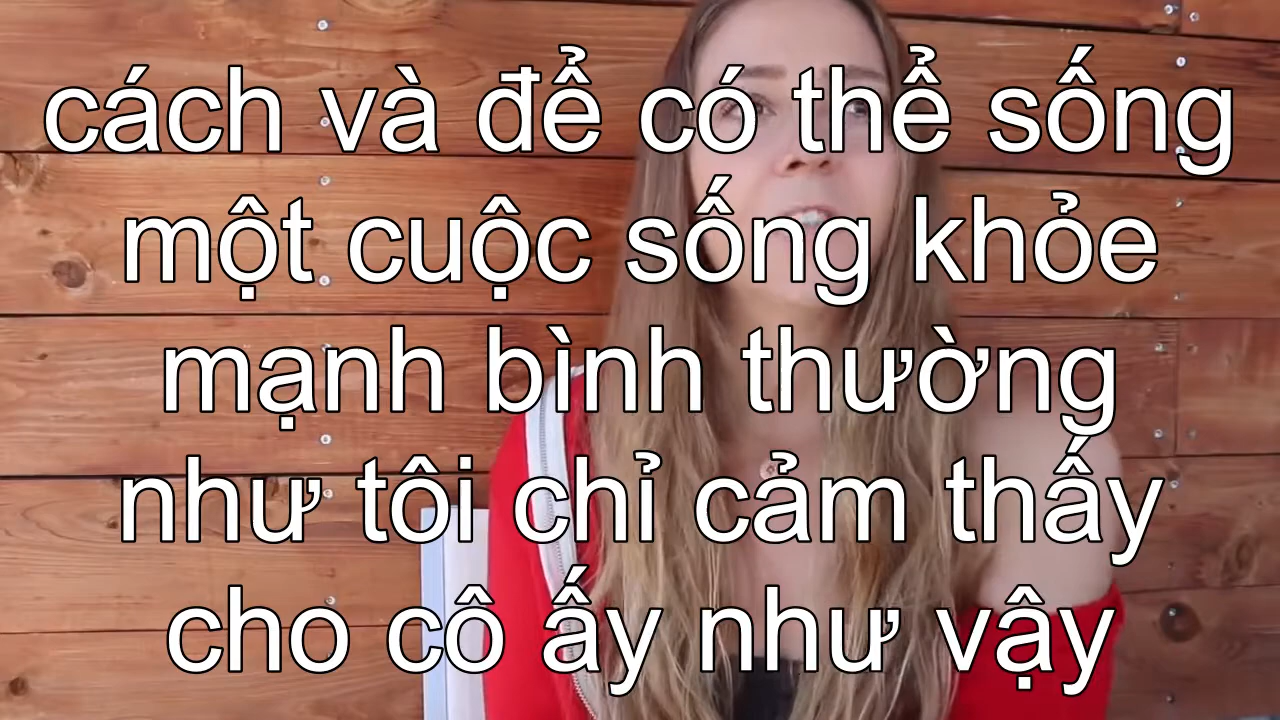 cách và để có thể sống
một cuộc sống khỏe
mạnh bình thường
như tôi chỉ cảm thấy
cho cô ấy như vậy